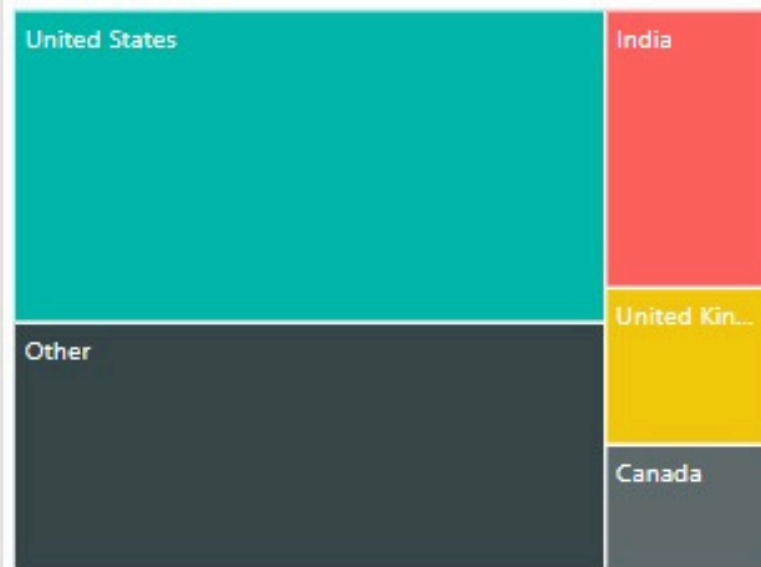 United States
India
United Kin...
Other
Canada